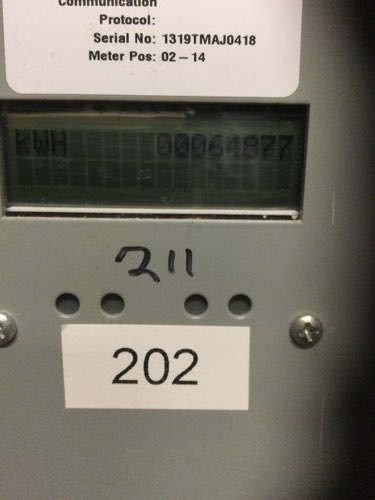 Communication
Protocol:
Serial No: 1319TMAJ0418
Meter Pos: 02 – 14
KWH 00064877
211
202